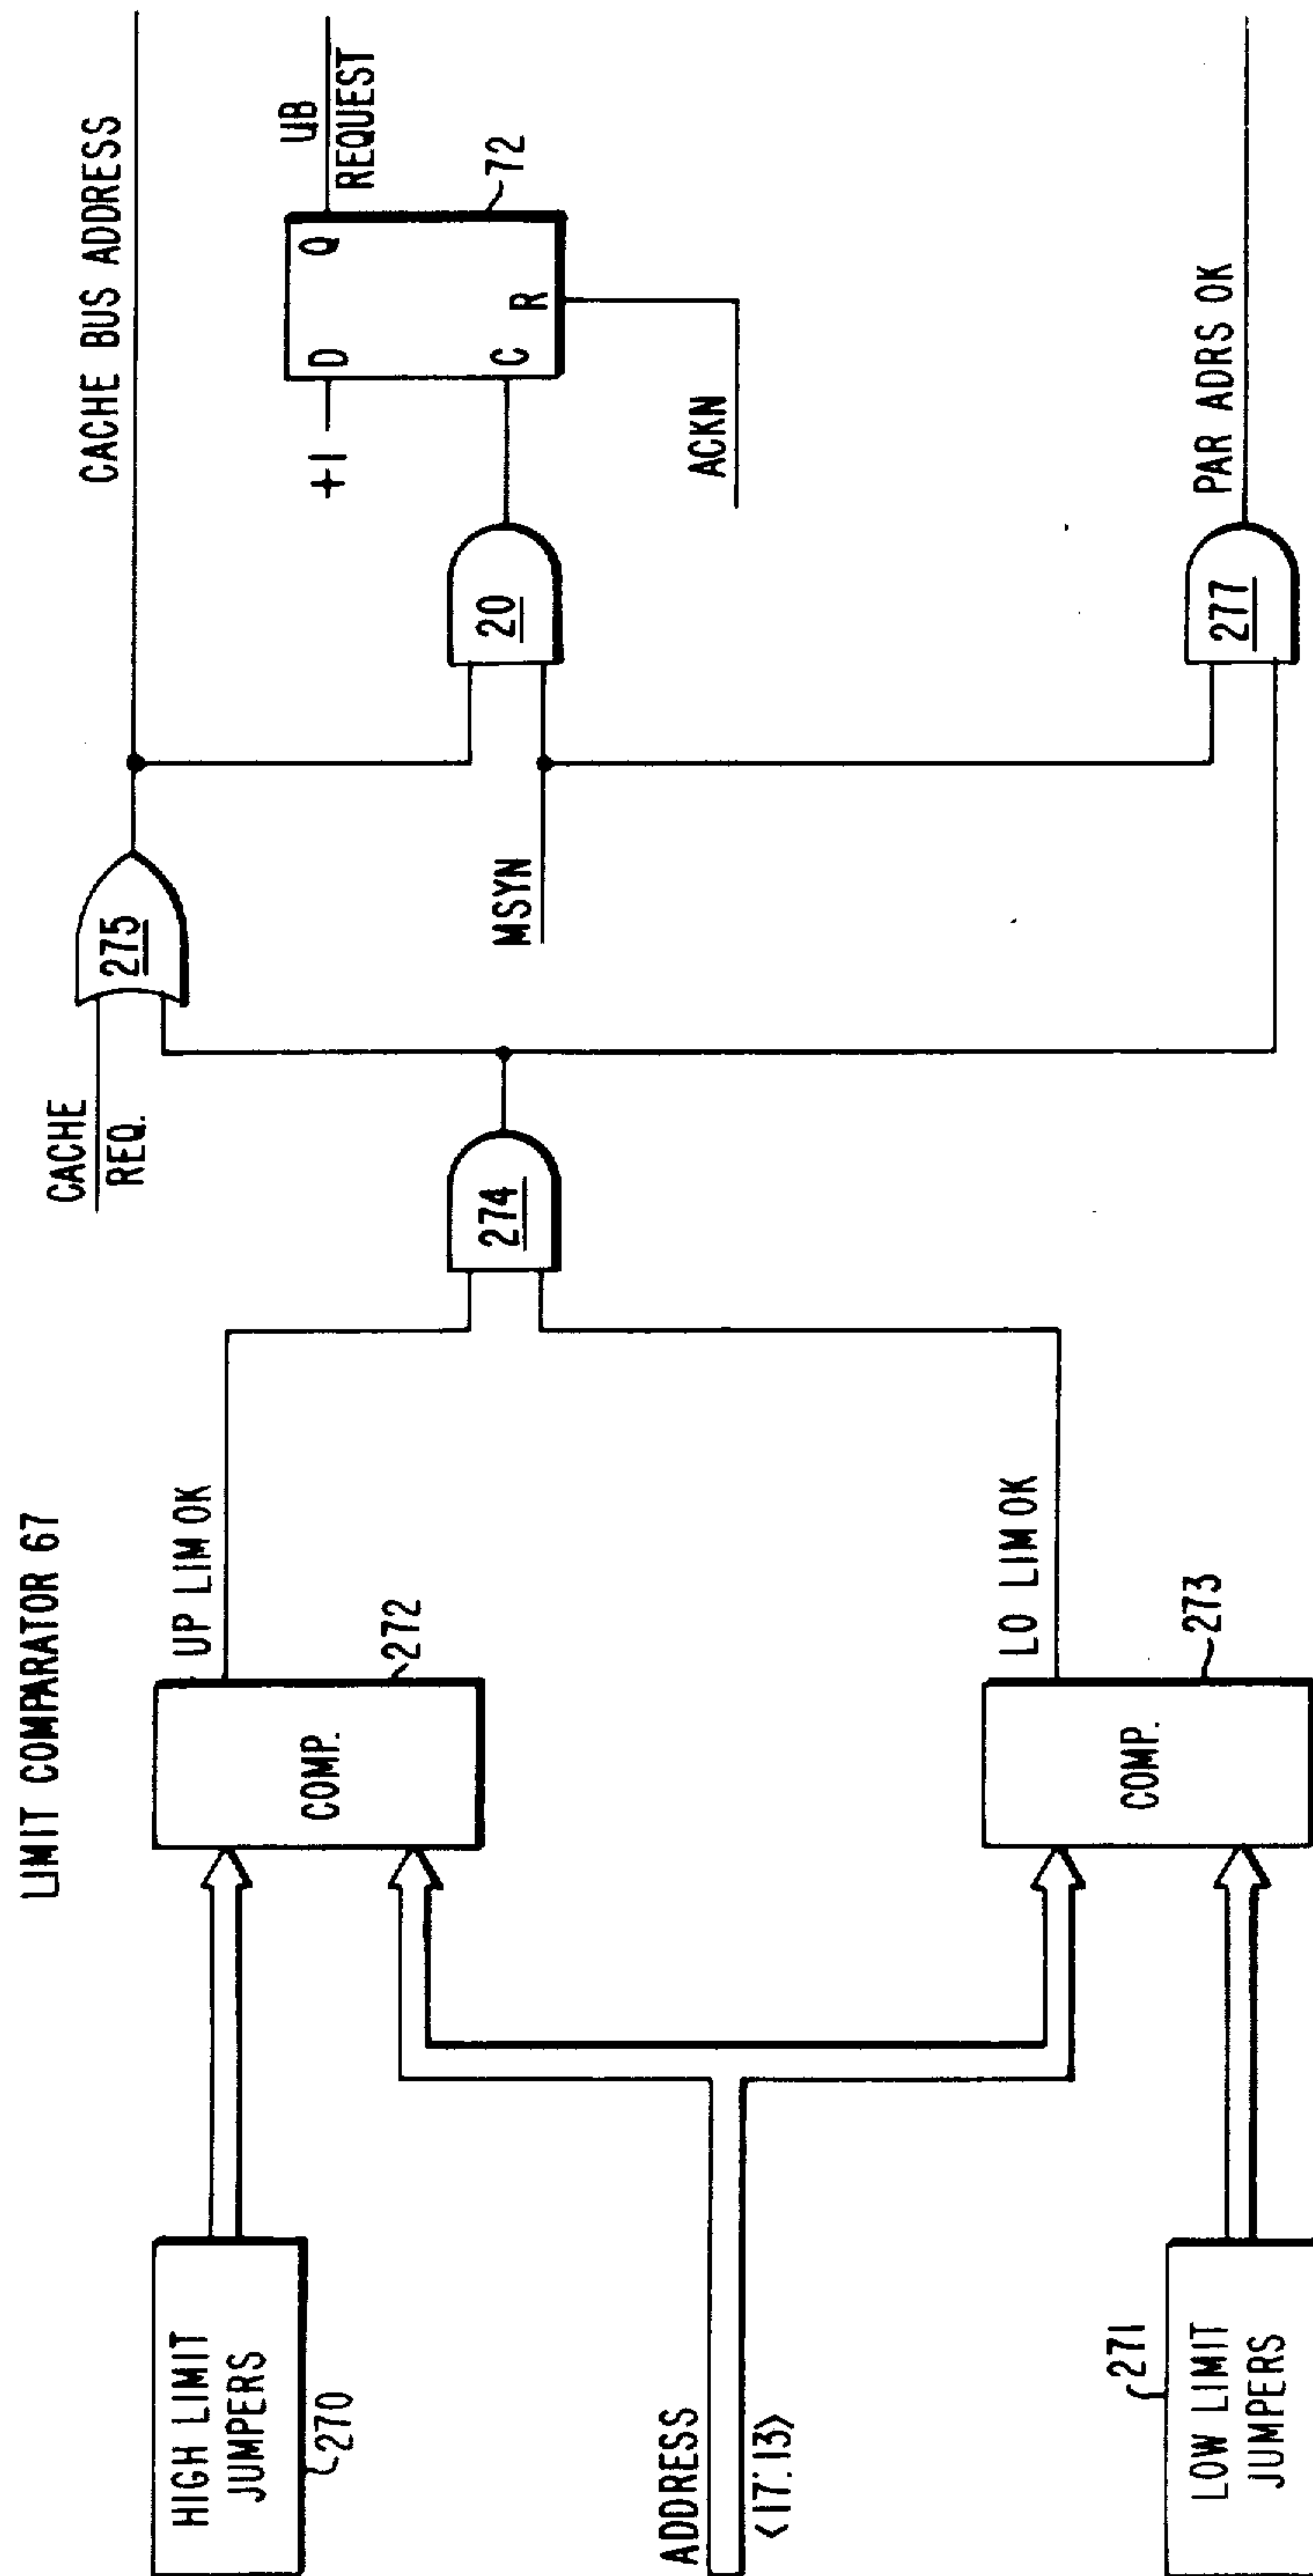 LIMIT COMPARATOR 67
HIGH LIMIT
JUMPERS
270
ADDRESS
<17:13>
271
LOW LIMIT
JUMPERS
COMP.
272
UP LIM OK
COMP.
273
LO LIM OK
274
CACHE
REQ.
275
CACHE BUS ADDRESS
MSYN
20
+1
D
Q
C
R
72
UB
REQUEST
ACKN
277
PAR ADRS OK